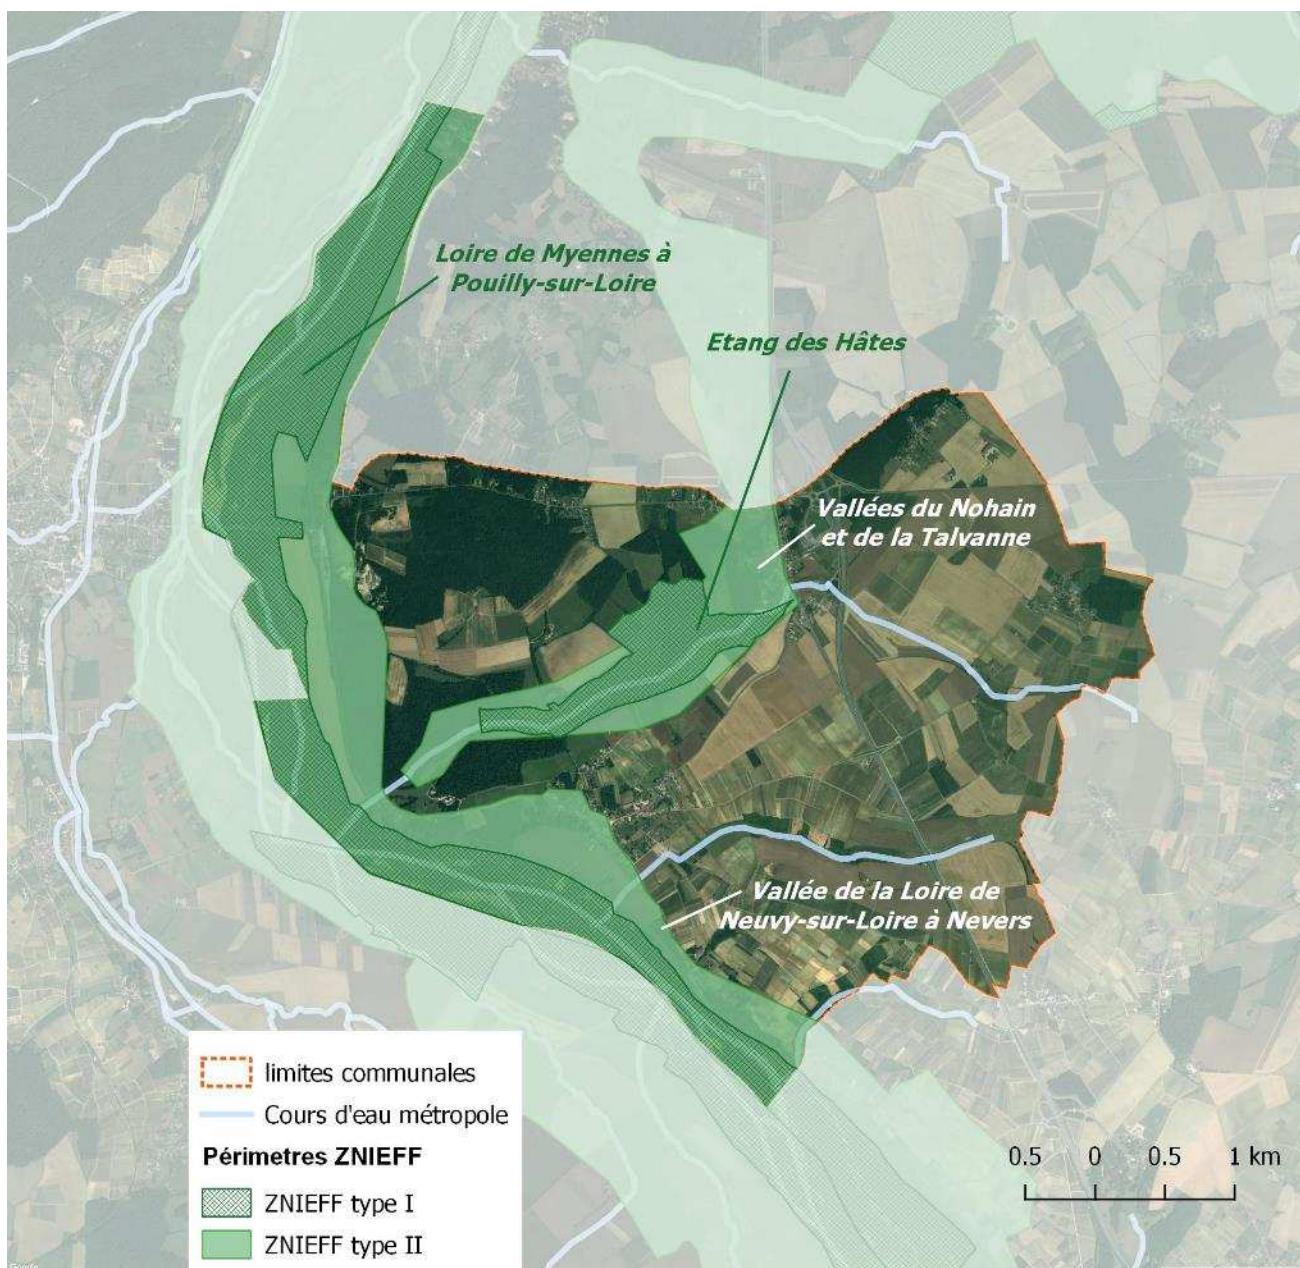 Loire de Myennes à
Pouilly-sur-Loire
Etang des Hâtes
Vallées du Nohain
et de la Talvanne
Vallée de la Loire de
Neuvy-sur-Loire à Nevers
limites communales
Cours d'eau métropole
Périmetres ZNIEFF
ZNIEFF type I
ZNIEFF type II
0.5 0 0.5 1 km